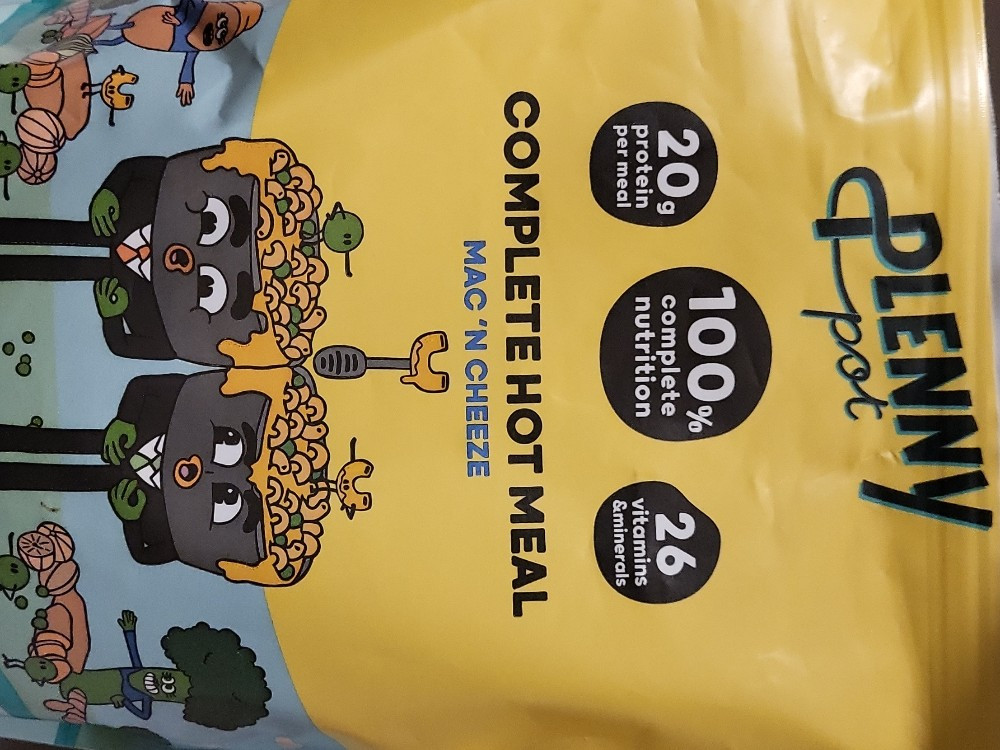 PLENNY
pot
20g
protein
per meal
100%
complete
nutrition
26
vitamins
&minerals
COMPLETE HOT MEAL
MAC 'N CHEEZE